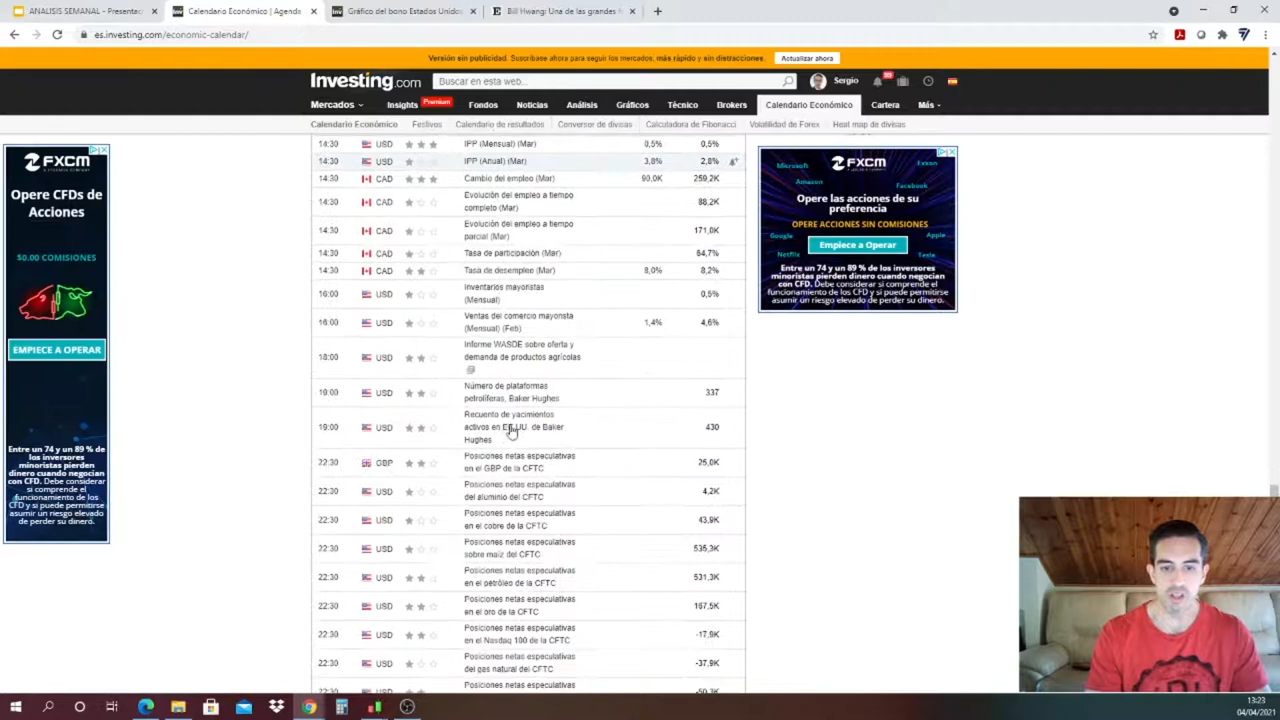 ANALISIS SEMANAL - Presentac
Calendario Económico | Agenda
Gráfico del bono Estados Unidos
Bill Hwang: Una de las grandes f
es.investing.com/economic-calendar/
Versión sin publicidad. Suscríbase ahora para seguir los mercados, más rápido y sin distracciones.
Actualizar ahora
Investing.com
Buscar en esta web...
Sergio
Mercados
Insights
Premium
Fondos
Noticias
Análisis
Gráficos
Técnico
Brokers
Calendario Económico
Cartera
Más
Calendario Económico
Festivos
Calendario de resultados
Conversor de divisas
Calculadora de Fibonacci
Volatilidad de Forex
Heat map de divisas
FXCM
Opere CFDs de
Acciones
$0.00 COMISIONES
EMPIECE A OPERAR
Entre un 74 y un 89 % de
los inversores
minoristas pierden
dinero cuando negocian
con CFD. Debe considerar
si comprende el
funcionamiento de los
CFD y si puede permitirse
asumir un riesgo elevado
de perder su dinero.
14:30 USD IPP (Mensual) (Mar) 0,5% 0,5%
14:30 USD IPP (Anual) (Mar) 3,8% 2,8%
14:30 CAD Cambio del empleo (Mar) 90,0K 259,2K
14:30 CAD Evolución del empleo a tiempo
completo (Mar) 88,2K
14:30 CAD Evolución del empleo a tiempo
parcial (Mar) 171,0K
14:30 CAD Tasa de participación (Mar) 64,7%
14:30 CAD Tasa de desempleo (Mar) 8,0% 8,2%
16:00 USD Inventarios mayoristas
(Mensual) 0,5%
16:00 USD Ventas del comercio mayorista
(Mensual) (Feb) 1,4% 4,6%
18:00 USD Informe WASDE sobre oferta y
demanda de productos agrícolas
19:00 USD Número de plataformas
petrolíferas, Baker Hughes 337
19:00 USD Recuento de yacimientos
activos en EE.UU. de Baker
Hughes 430
22:30 GBP Posiciones netas especulativas
en el GBP de la CFTC 25,0K
22:30 USD Posiciones netas especulativas
del aluminio del CFTC 4,2K
22:30 USD Posiciones netas especulativas
en el cobre de la CFTC 43,9K
22:30 USD Posiciones netas especulativas
sobre maíz del CFTC 535,3K
22:30 USD Posiciones netas especulativas
en el petróleo de la CFTC 531,3K
22:30 USD Posiciones netas especulativas
en el oro de la CFTC 167,5K
22:30 USD Posiciones netas especulativas
en el Nasdaq 100 de la CFTC -17,9K
22:30 USD Posiciones netas especulativas
del gas natural del CFTC -37,9K
22:30 USD Posiciones netas especulativas
FXCM
Microsoft
Exxon
Amazon
Facebook
Opere las acciones de su
preferencia
OPERE ACCIONES SIN COMISIONES
Google
Apple
Empiece a Operar
Netflix
Tesla
Entre un 74 y un 89 % de los inversores
minoristas pierden dinero cuando negocian
con CFD. Debe considerar si comprende el
funcionamiento de los CFD y si puede permitirse
asumir un riesgo elevado de perder su dinero.
13:23
04/04/2021